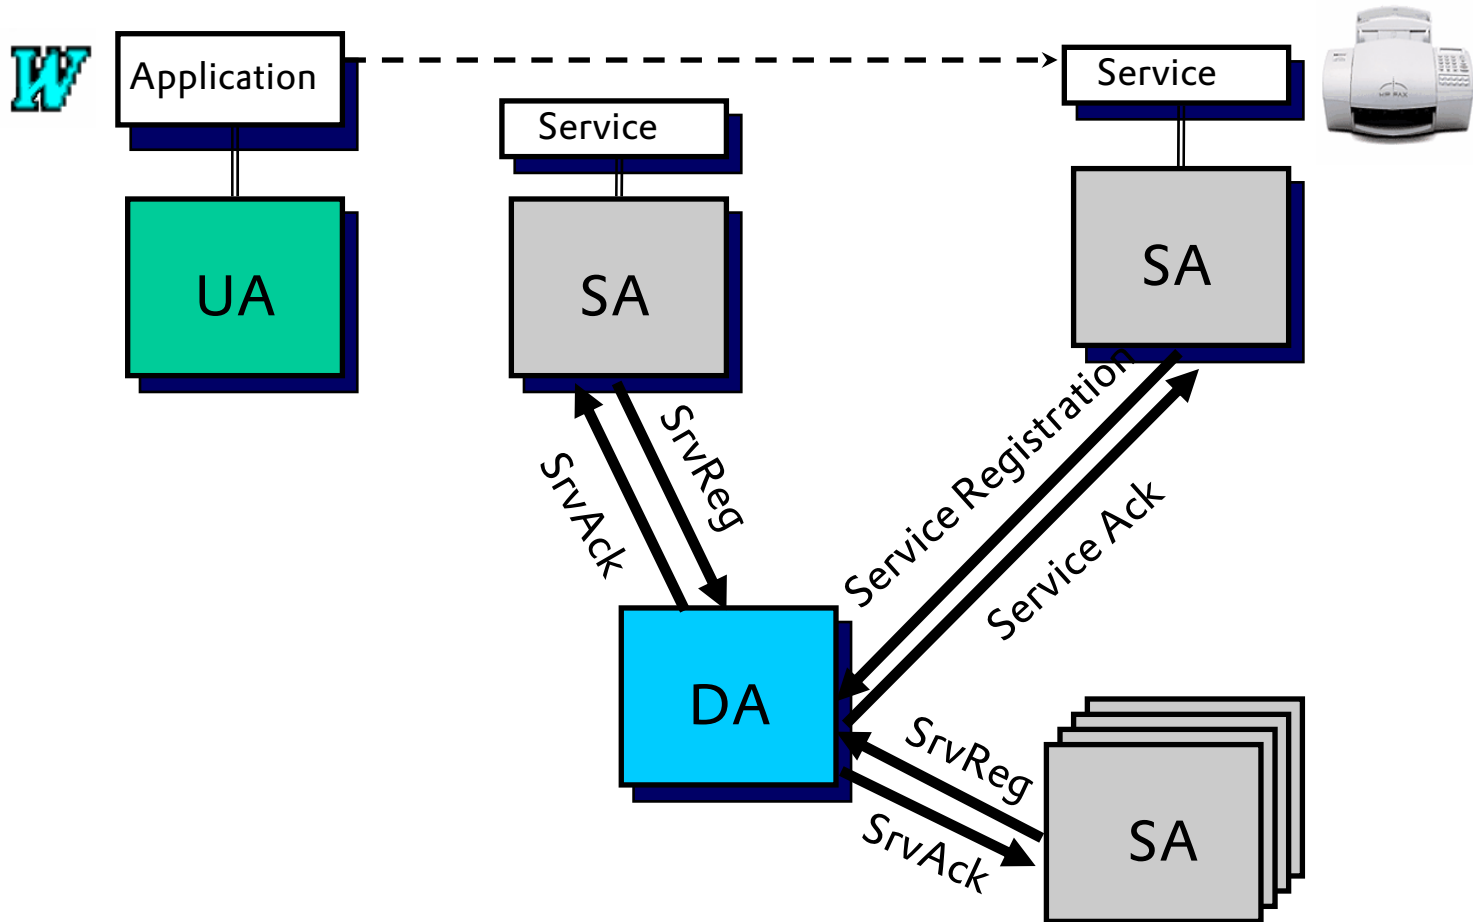 W
Application
Service
Service
UA
SA
SA
SrvAck
SrvReg
Service Registration
Service Ack
DA
SrvReg
SrvAck
SA